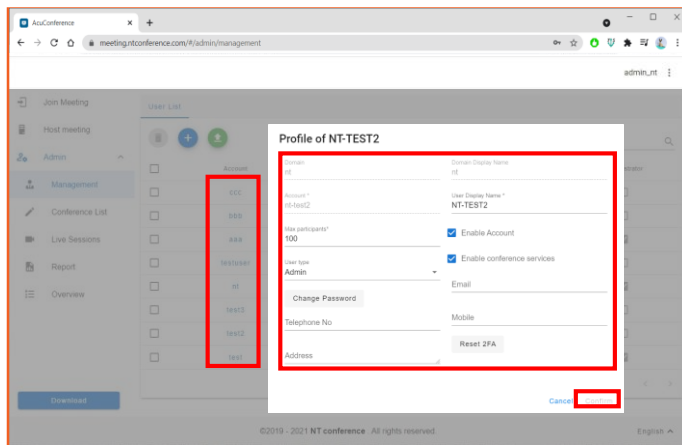 AcuConference
meeting.ntconference.com/#/admin/management
admin_nt
Join Meeting
Host meeting
Admin
Management
Conference List
Live Sessions
Report
Overview
Download
User List
Account
ccc
bbb
aaa
testuser
nt
test3
test2
test
Profile of NT-TEST2
Domain
nt
Domain Display Name
nt
Account *
nt-test2
User Display Name *
NT-TEST2
Max participants*
100
Enable Account
User type
Admin
Enable conference services
Change Password
Email
Telephone No
Mobile
Reset 2FA
Address
Cancel
Confirm
©2019 - 2021 NT conference . All rights reserved.
English